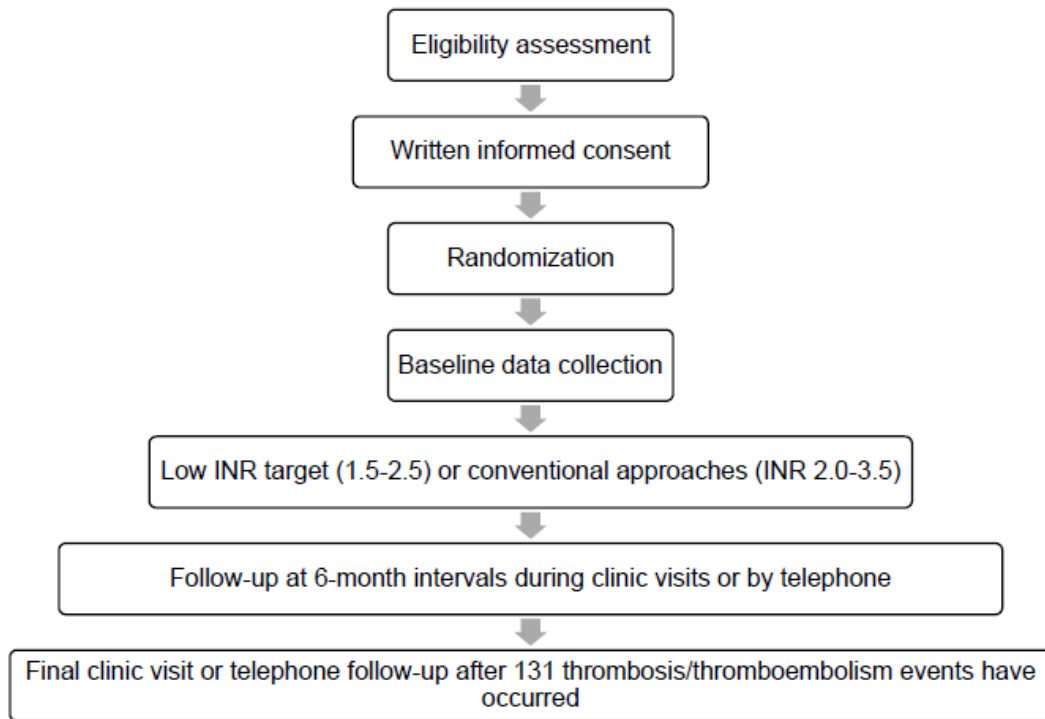 Eligibility assessment
Written informed consent
Randomization
Baseline data collection
Low INR target (1.5-2.5) or conventional approaches (INR 2.0-3.5)
Follow-up at 6-month intervals during clinic visits or by telephone
Final clinic visit or telephone follow-up after 131 thrombosis/thromboembolism events have
occurred